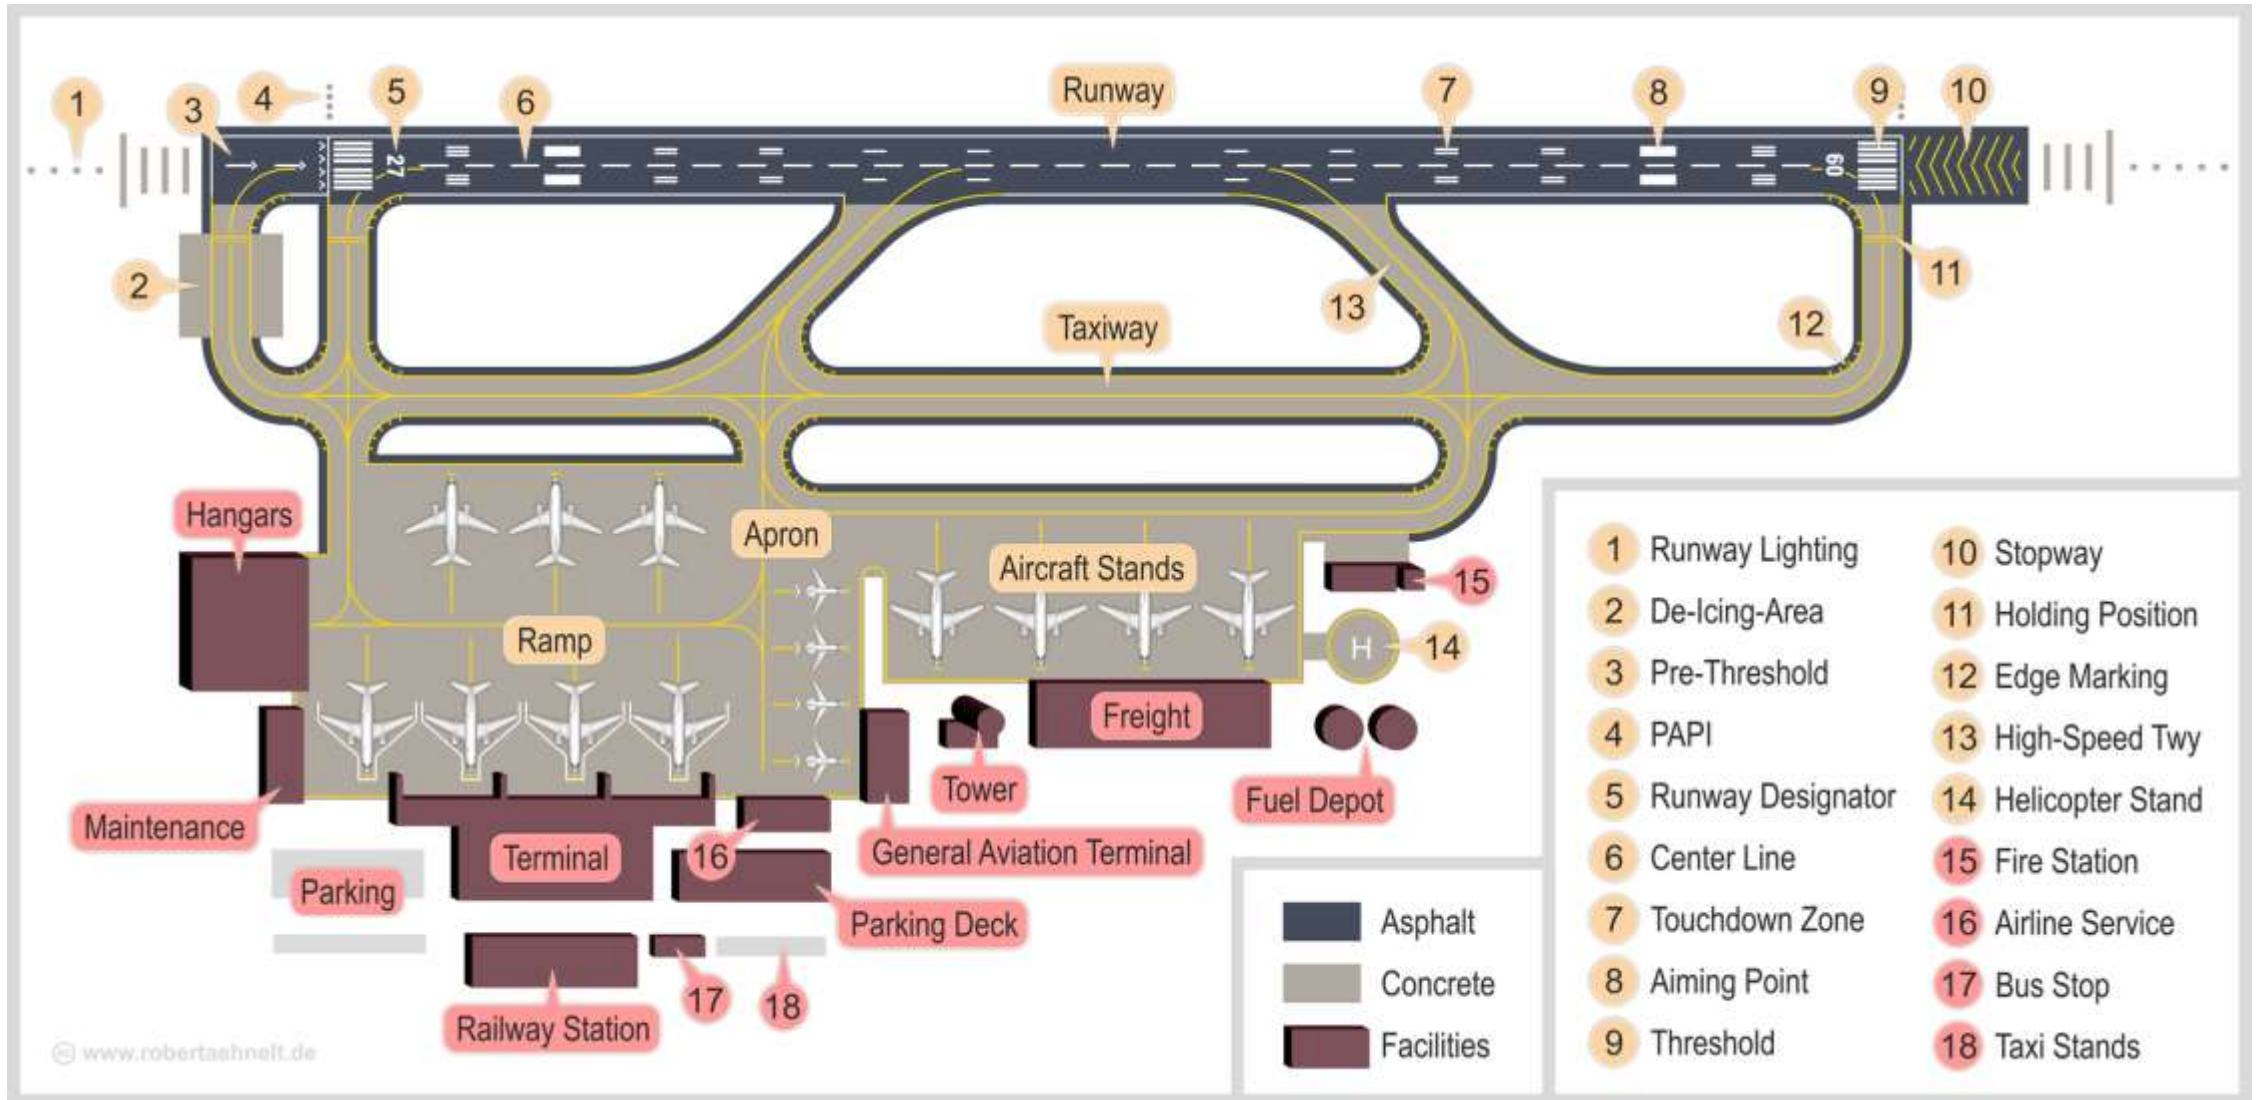 1
3
4
5
6
Runway
7
8
9
10
27
09
2
13
11
12
Taxiway
Hangars
Apron
Aircraft Stands
15
Ramp
H
14
Freight
Tower
Fuel Depot
Maintenance
16
General Aviation Terminal
Terminal
Parking
Parking Deck
17
18
Railway Station
www.robertaehnelt.de
Asphalt
Concrete
Facilities
1 Runway Lighting
2 De-Icing-Area
3 Pre-Threshold
4 PAPI
5 Runway Designator
6 Center Line
7 Touchdown Zone
8 Aiming Point
9 Threshold
10 Stopway
11 Holding Position
12 Edge Marking
13 High-Speed Twy
14 Helicopter Stand
15 Fire Station
16 Airline Service
17 Bus Stop
18 Taxi Stands